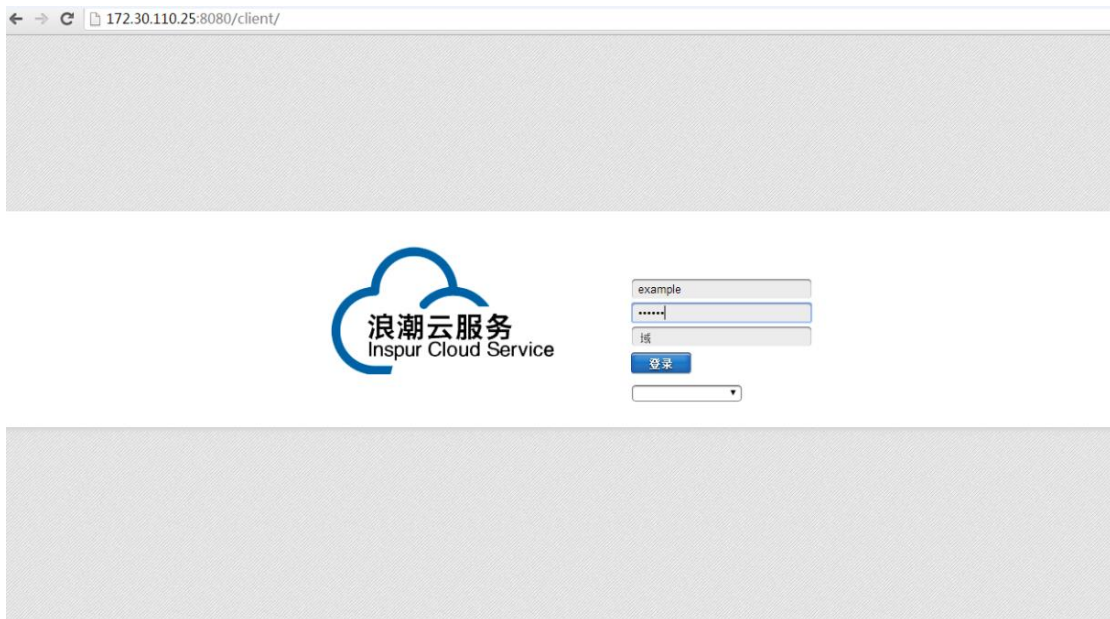 172.30.110.25:8080/client/
浪潮云服务
Inspur Cloud Service
example
••••••
域
登录